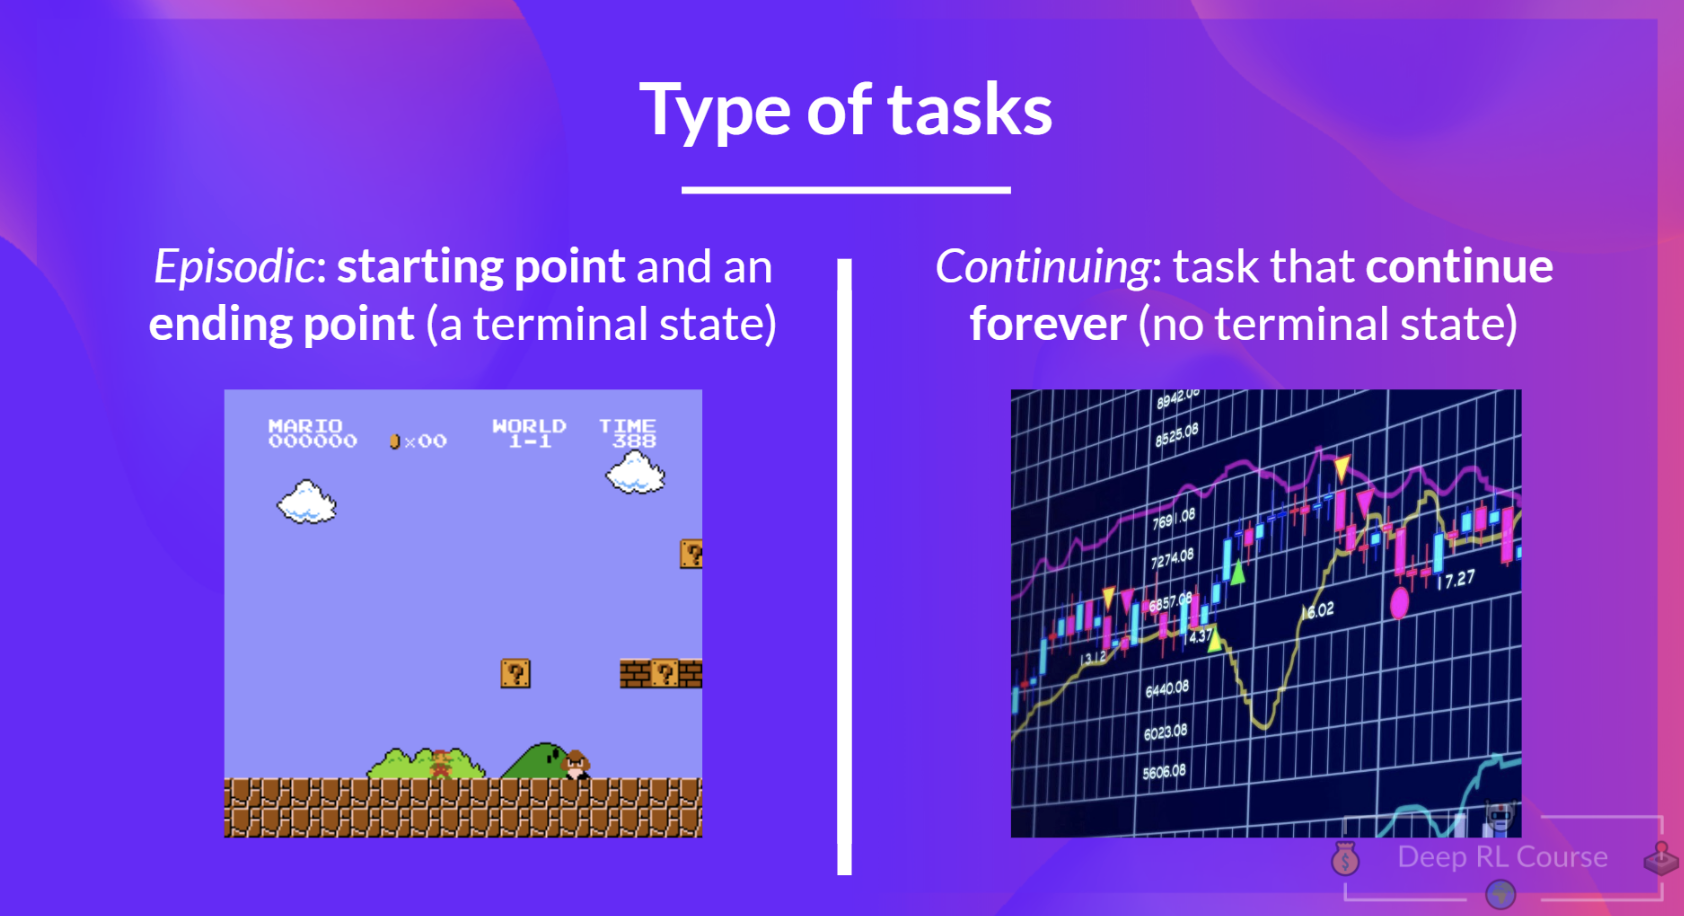 Type of tasks
Episodic: starting point and an
ending point (a terminal state)
Continuing: task that continue
forever (no terminal state)
MARIO WORLD TIME
000000 ×00 1-1 388
?
? ?
8942.08
8525.08
7691.08
7274.08
6857.08
17.27
16.02
14.37
13.12
6440.08
6023.08
5606.08
Deep RL Course